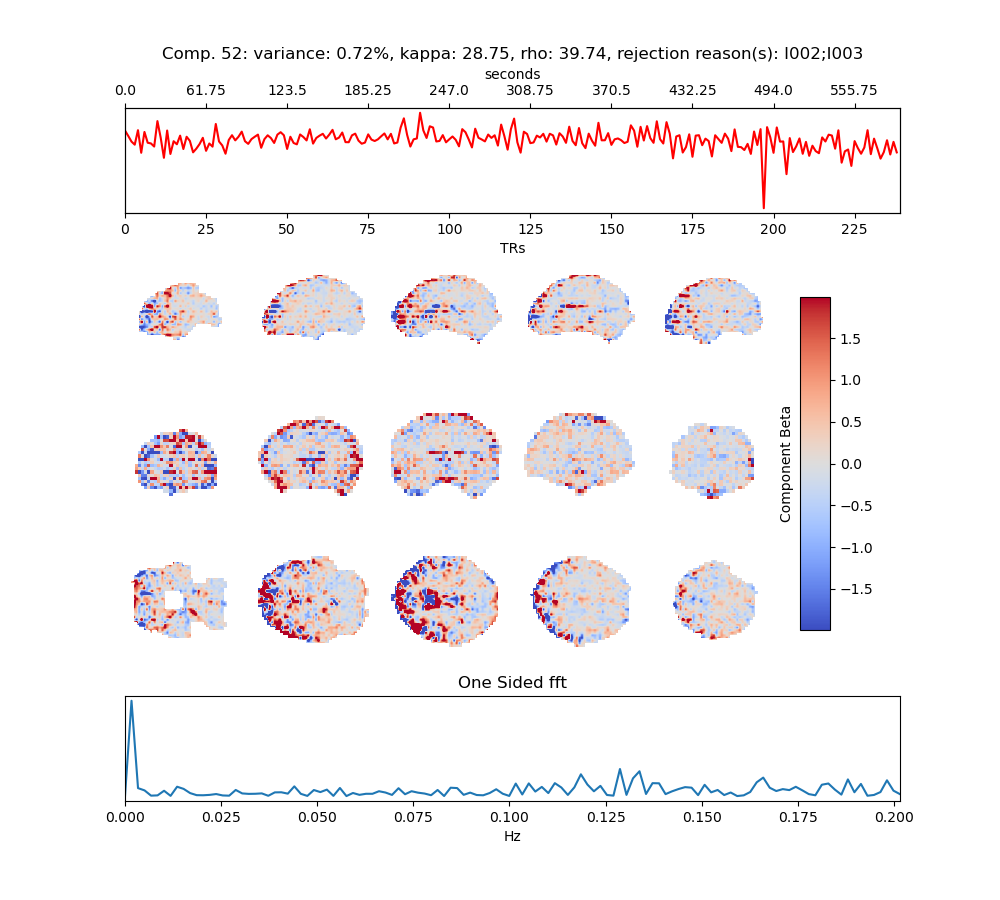 Comp. 52: variance: 0.72%, kappa: 28.75, rho: 39.74, rejection reason(s): I002;I003
seconds
0.0 61.75 123.5 185.25 247.0 308.75 370.5 432.25 494.0 555.75
0 25 50 75 100 125 150 175 200 225
TRs
1.5
1.0
0.5
0.0
−0.5
−1.0
−1.5
Component Beta
One Sided fft
0.000 0.025 0.050 0.075 0.100 0.125 0.150 0.175 0.200
Hz